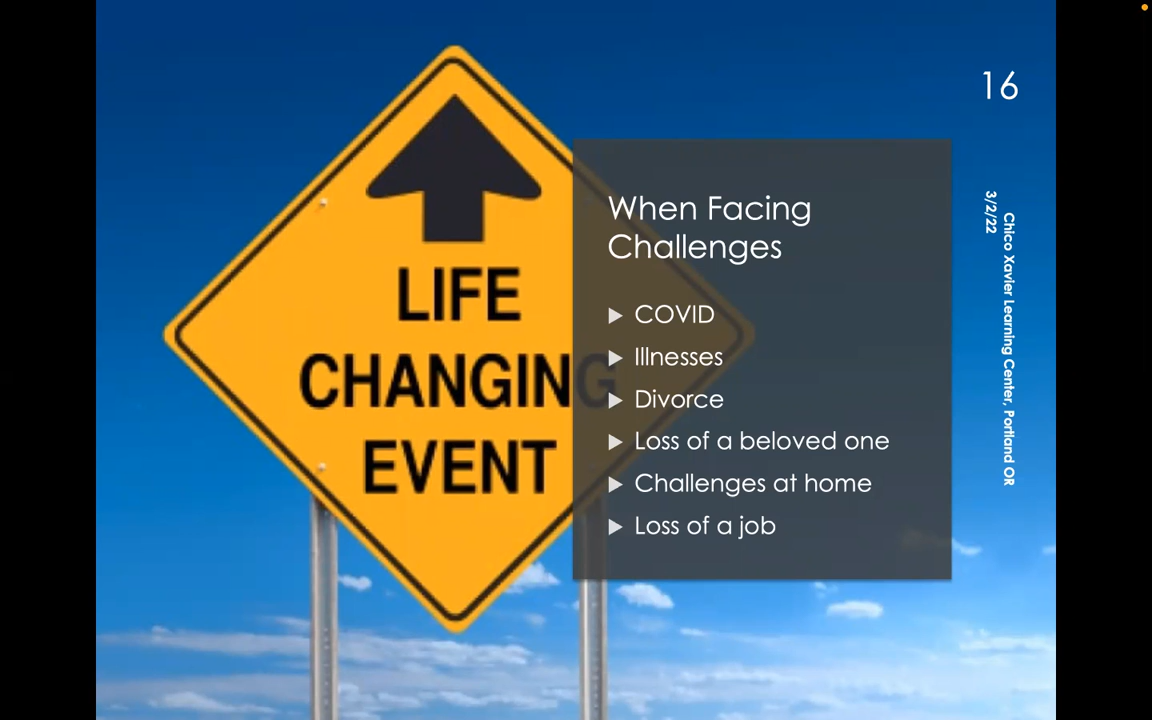 16
LIFE
CHANGING
EVENT
When Facing
Challenges
COVID
Illnesses
Divorce
Loss of a beloved one
Challenges at home
Loss of a job
3/2/22
Chico Xavier Learning Center, Portland OR